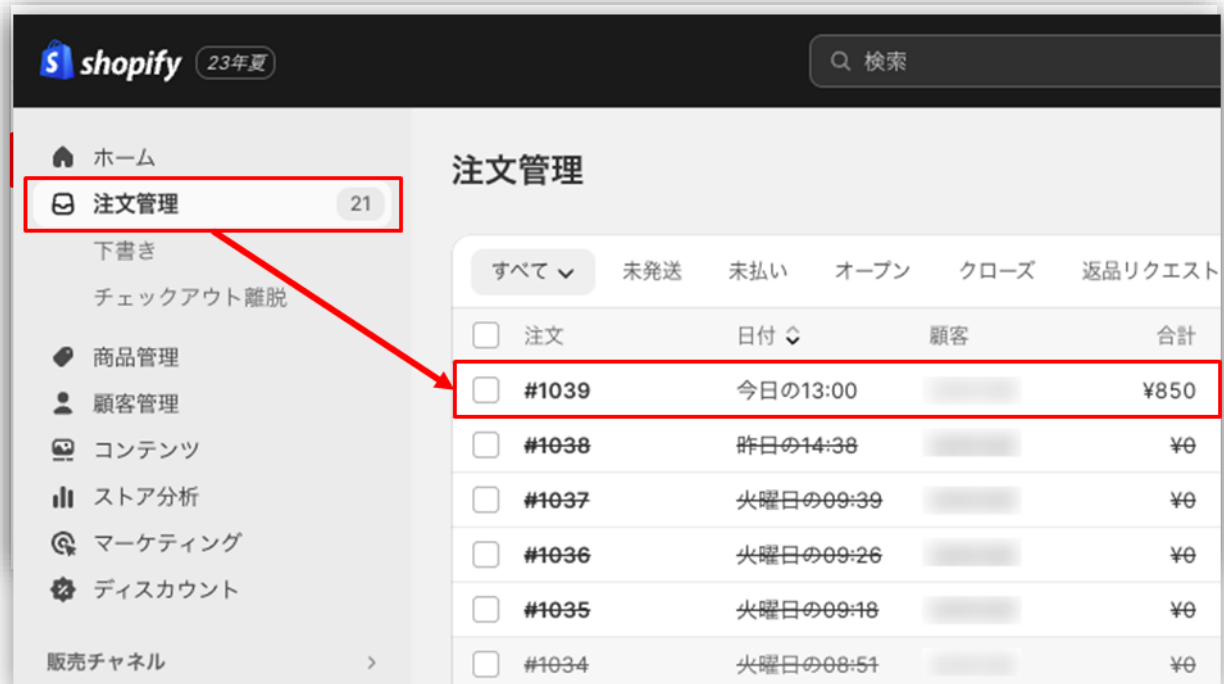 shopify 23年夏 検索
ホーム
注文管理 21
下書き
チェックアウト離脱
商品管理
顧客管理
コンテンツ
ストア分析
マーケティング
ディスカウント
販売チャネル
注文管理
すべて 未発送 未払い オープン クローズ 返品リクエスト
注文 日付 顧客 合計
#1039 今日の13:00 ¥850
#1038 昨日の14:38 ¥0
#1037 火曜日の09:39 ¥0
#1036 火曜日の09:26 ¥0
#1035 火曜日の09:18 ¥0
#1034 火曜日の08:51 ¥0